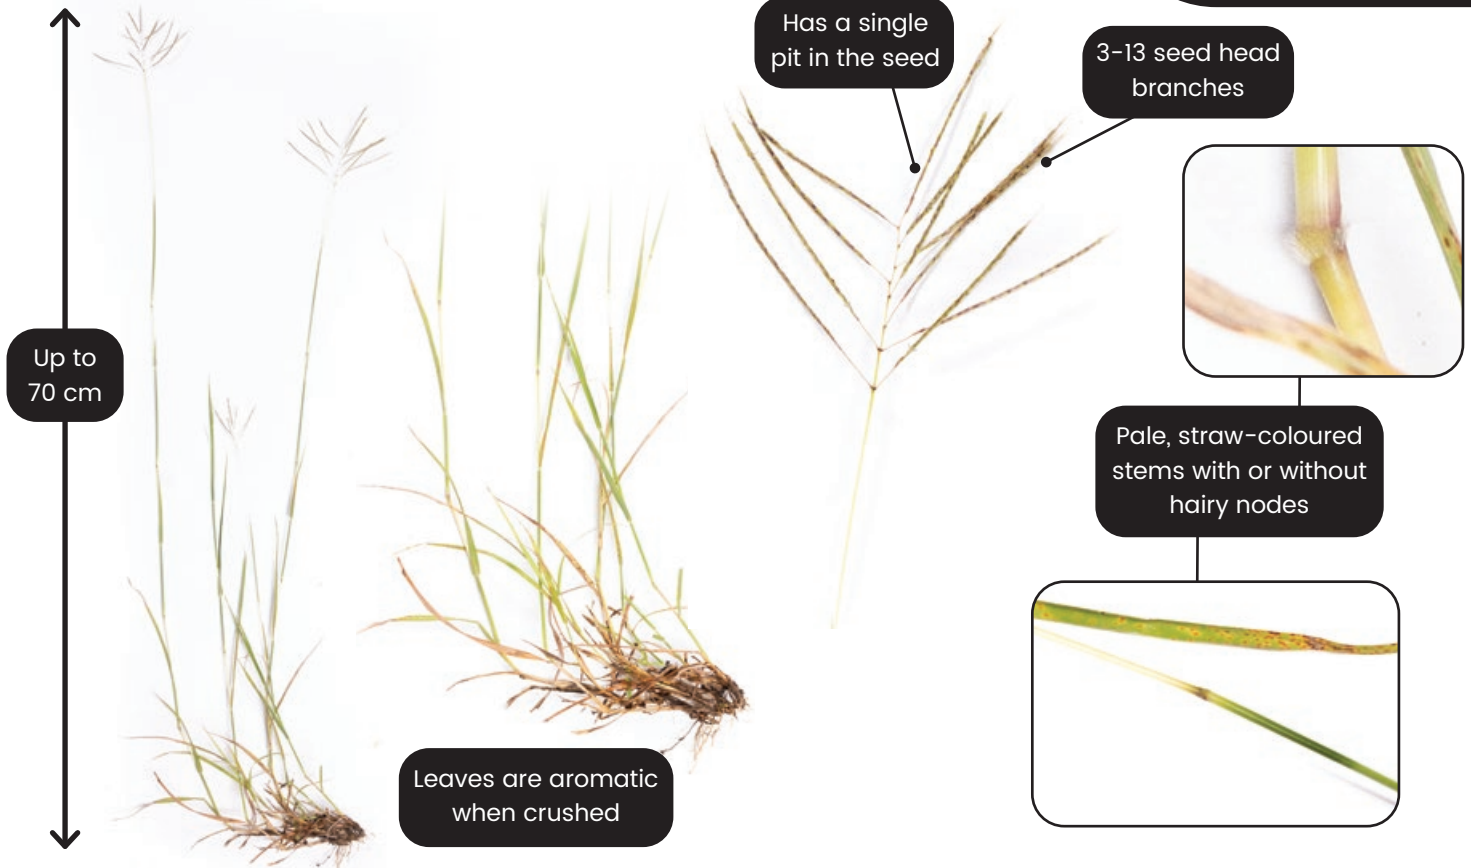 Has a single
pit in the seed
3-13 seed head
branches
Up to
70 cm
Pale, straw-coloured
stems with or without
hairy nodes
Leaves are aromatic
when crushed